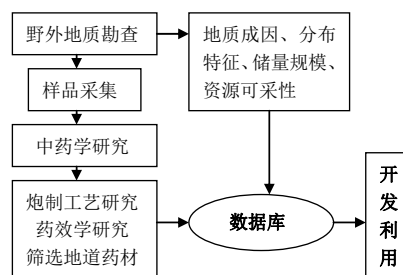 野外地质勘查
地质成因、分布
特征、储量规模、
资源可采性
样品采集
中药学研究
炮制工艺研究
药效学研究
筛选地道药材
数据库
开
发
利
用